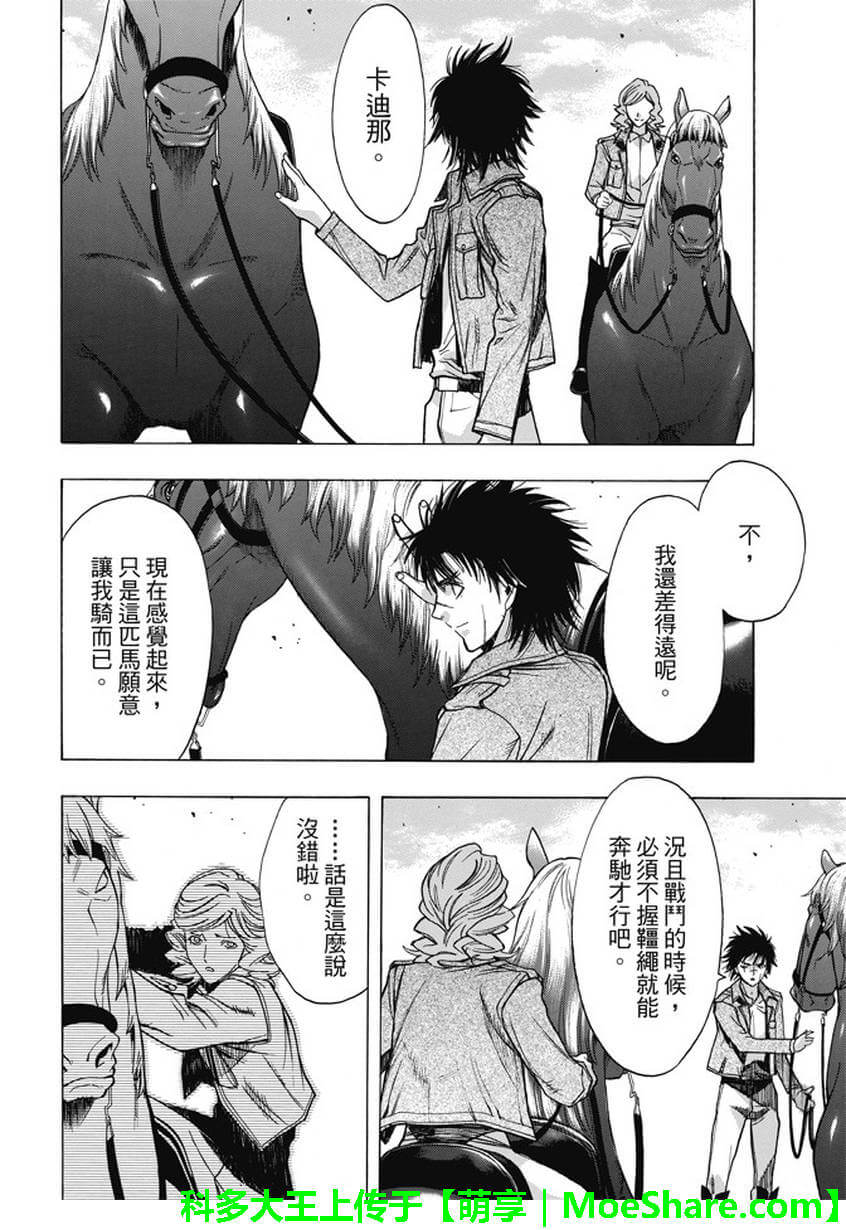 卡迪那。
不，
我還差得遠呢。
現在感覺起來，
只是這匹馬願意
讓我騎而已。
況且戰鬥的時候，
必須不握韁繩就能
奔馳才行吧。
……話是這麼說
沒錯啦。
科多大王上传于【萌享】| MoeShare.com】